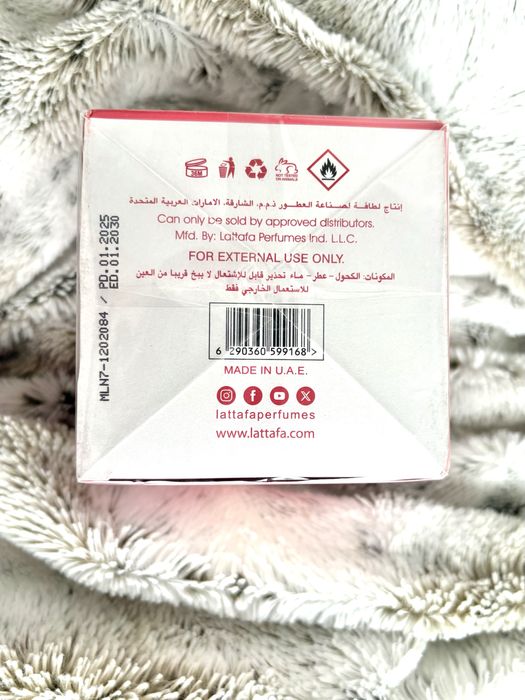 36M
NOT TESTED
ON ANIMALS
إنتاج لطافة لصناعة العطور ذ.م.م. الشارقة، الامارات العربية المتحدة
Can only be sold by approved distributors.
Mfd. By: Lattafa Perfumes Ind. L.L.C.
FOR EXTERNAL USE ONLY.
المكونات: الكحول - عطر - ماء تحذير قابل للإشتعال لا يبخ قريبا من العين
للاستعمال الخارجي فقط
6 290360 599168 >
MADE IN U.A.E.
lattafaperfumes
www.lattafa.com
MLN7-1202084 / PD.01.2025
ED.01.2030